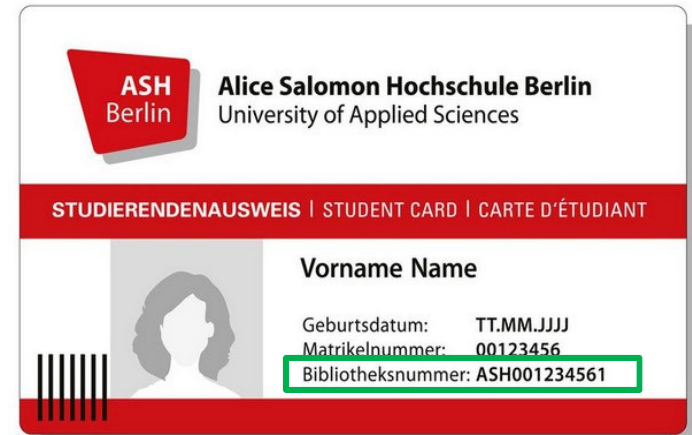 ASH
Berlin
Alice Salomon Hochschule Berlin
University of Applied Sciences
STUDIERENDENAUSWEIS | STUDENT CARD | CARTE D'ÉTUDIANT
Vorname Name
Geburtsdatum: TT.MM.JJJJ
Matrikelnummer: 00123456
Bibliotheksnummer: ASH001234561